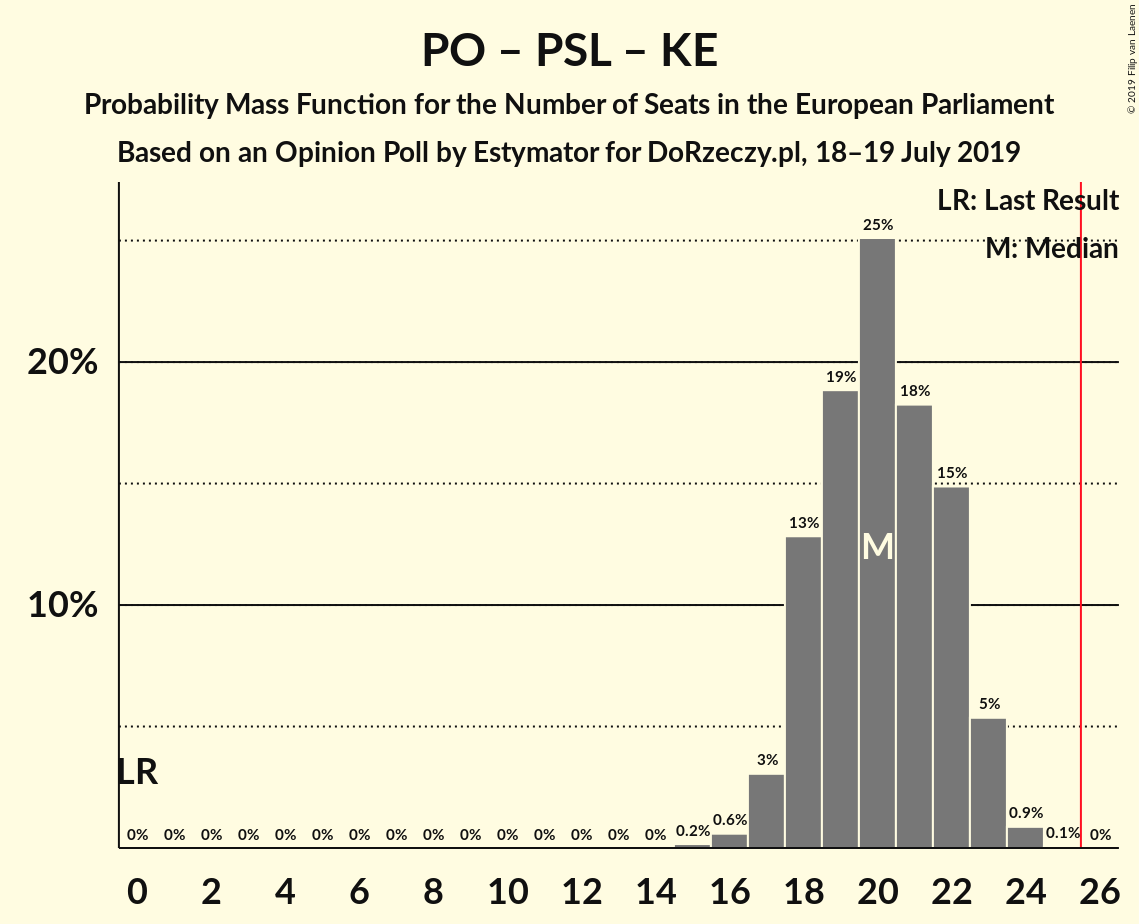 PO – PSL – KE
Probability Mass Function for the Number of Seats in the European Parliament
Based on an Opinion Poll by Estymator for DoRzeczy.pl, 18–19 July 2019
© 2019 Filip van Laenen
LR: Last Result
M: Median
25%
20%
19%
18%
15%
13%
M
10%
5%
3%
LR
0% 0% 0% 0% 0% 0% 0% 0% 0% 0% 0% 0% 0% 0% 0% 0.2% 0.6% 0.9% 0.1% 0%
0 2 4 6 8 10 12 14 16 18 20 22 24 26